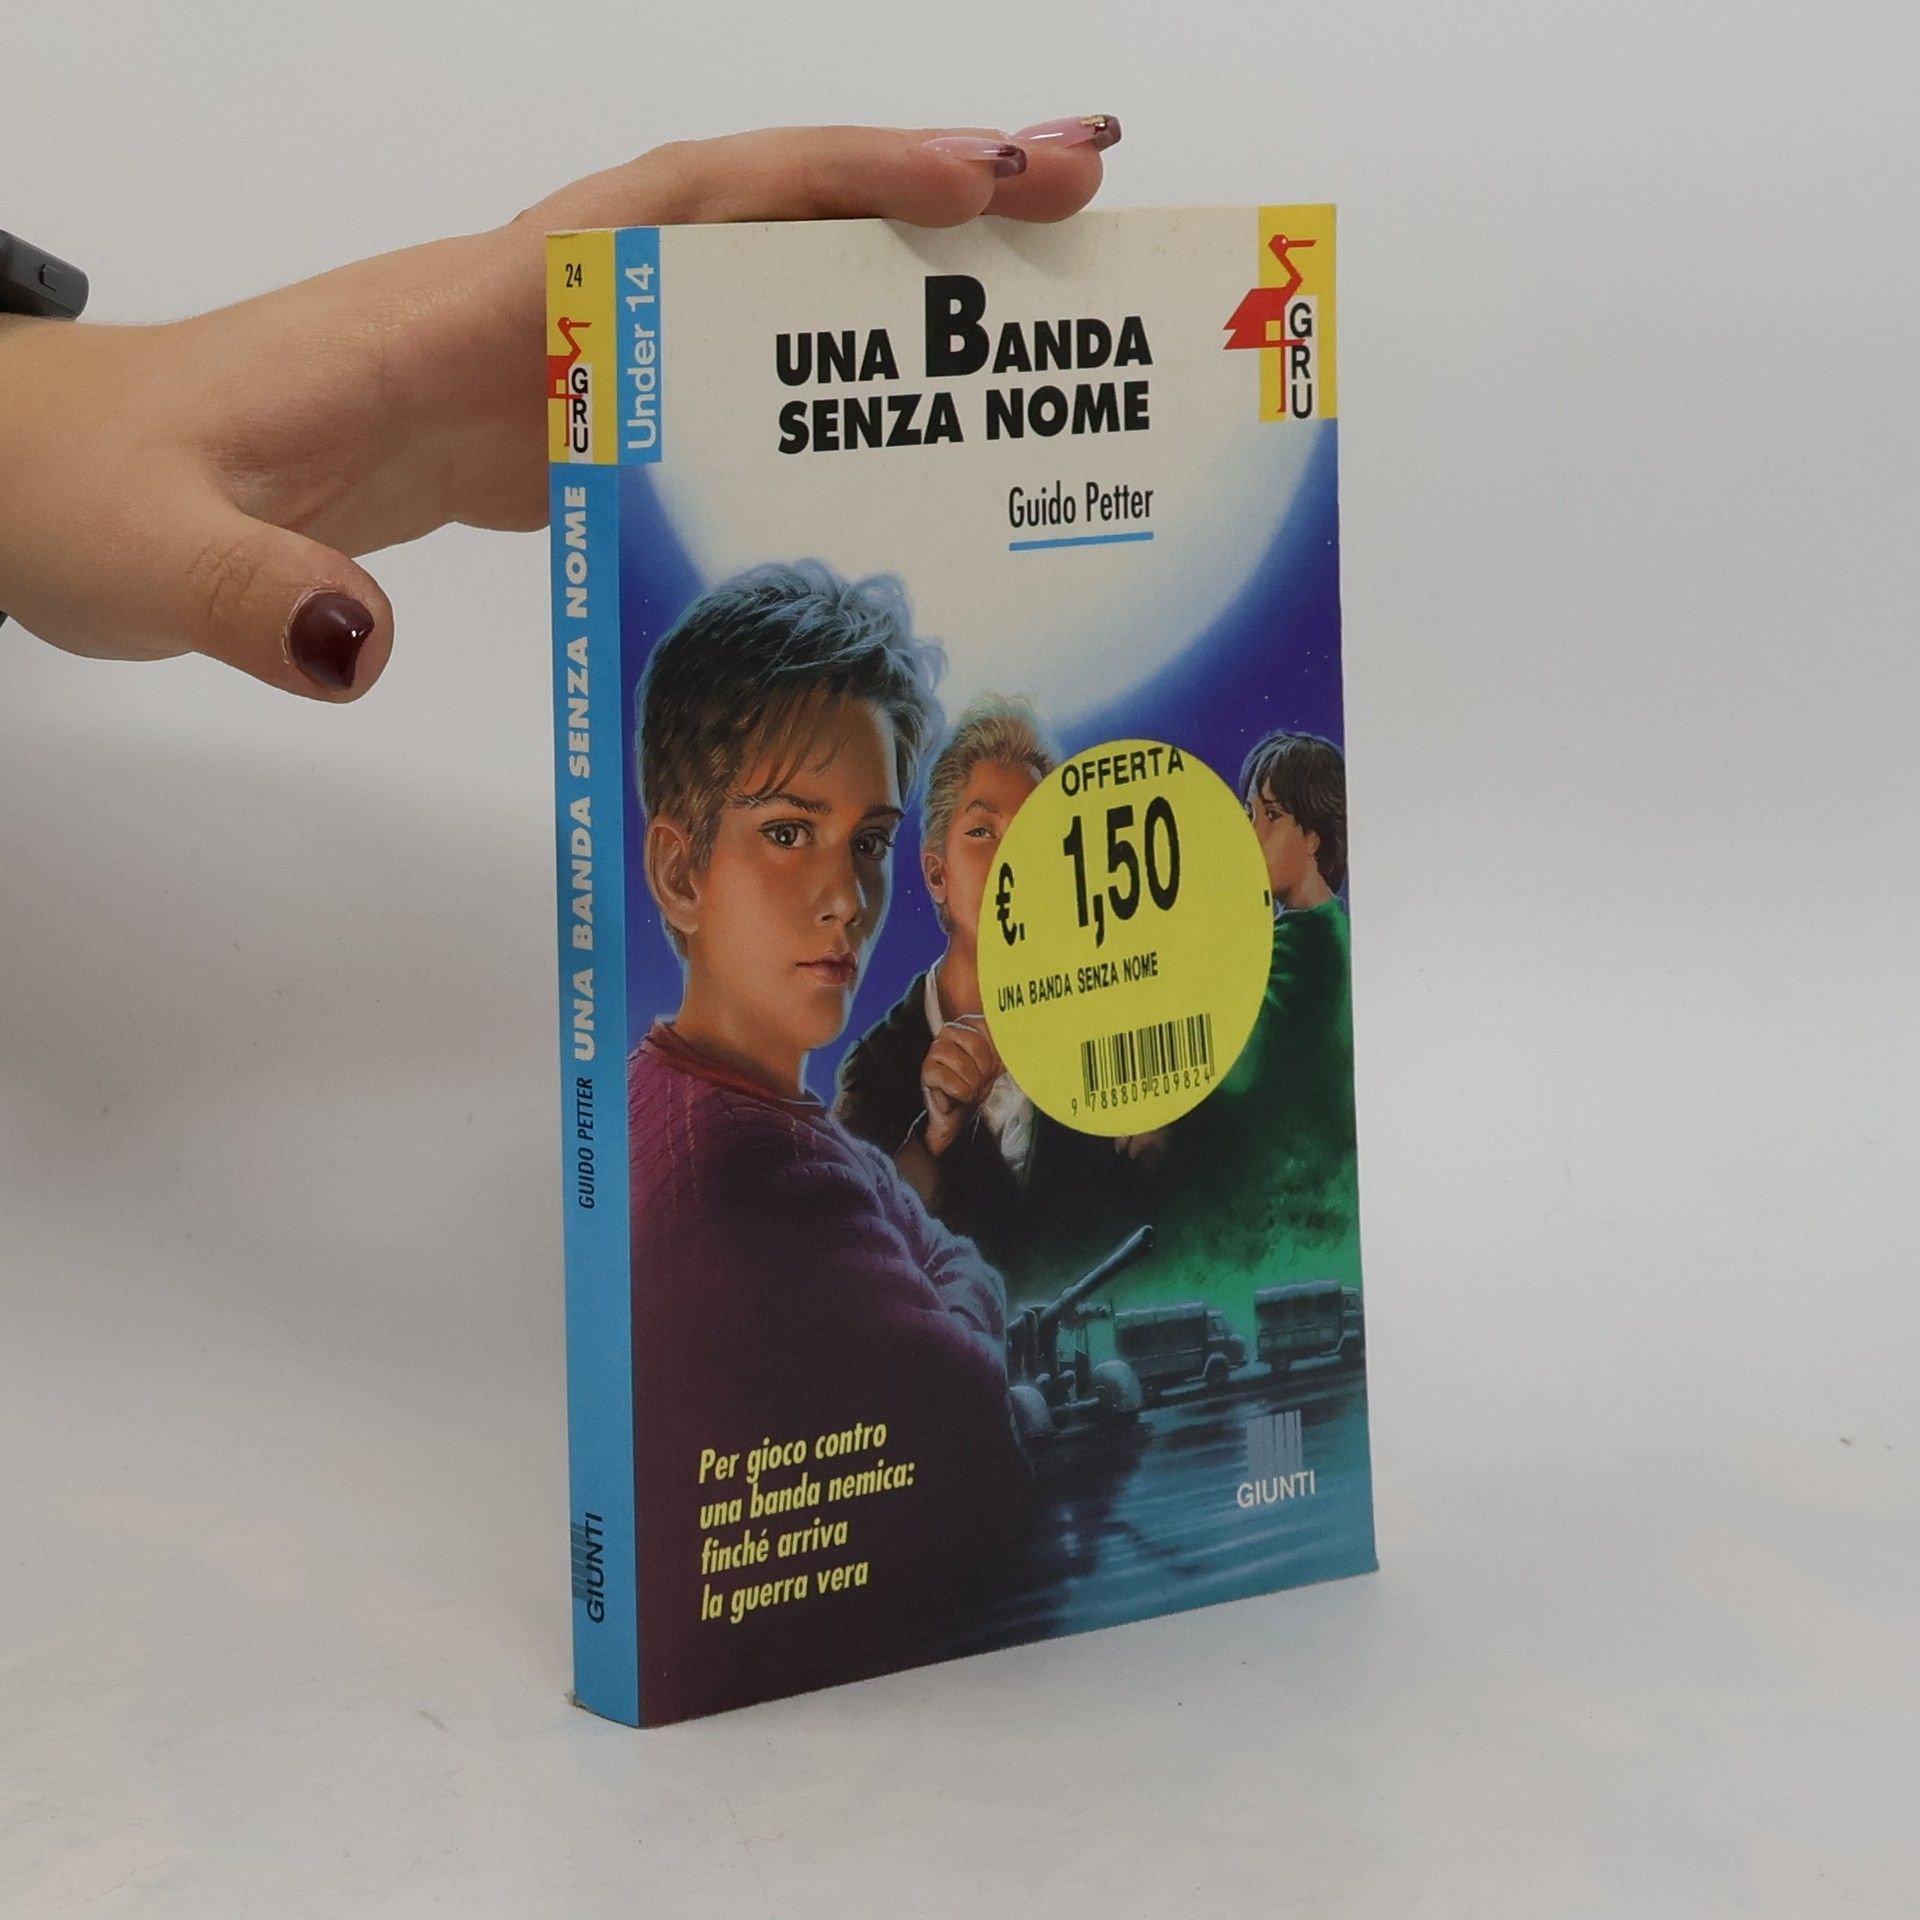 24
GRU
Under 14
UNA BANDA SENZA NOME
GUIDO PETTER
GIUNTI
UNA BANDA
SENZA NOME
Guido Petter
GRU
OFFERTA
€. 1,50
UNA BANDA SENZA NOME
9 788809 209824
Per gioco contro
una banda nemica:
finché arriva
la guerra vera
GIUNTI